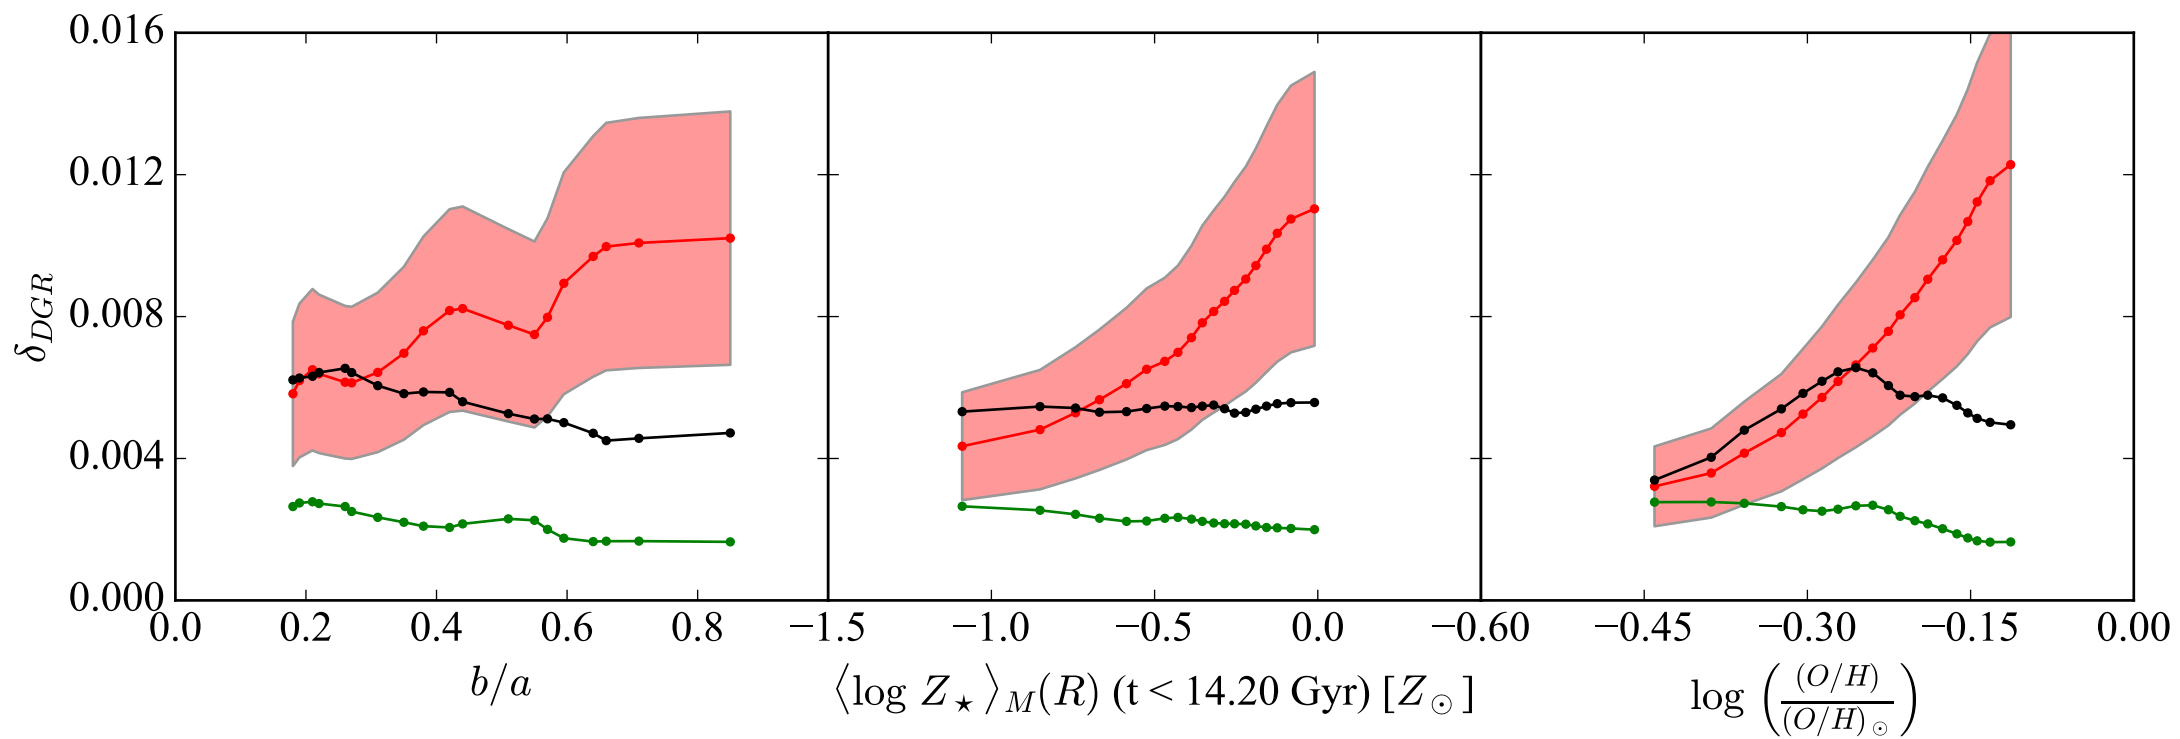 0.016
0.012
0.008
0.004
0.000
δ_DGR
0.0 0.2 0.4 0.6 0.8 −1.5 −1.0 −0.5 0.0 −0.60 −0.45 −0.30 −0.15 0.00
b/a
⟨log Z⋆⟩_M(R) (t < 14.20 Gyr) [Z_⊙]
log ((O/H)/(O/H)_⊙)